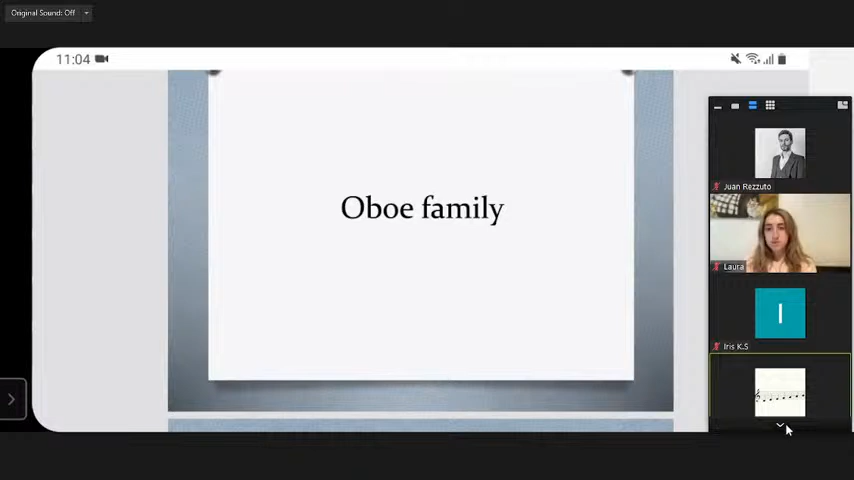 Original Sound: Off
11:04
Oboe family
Juan Rezzuto
Laura
I
Iris K.S